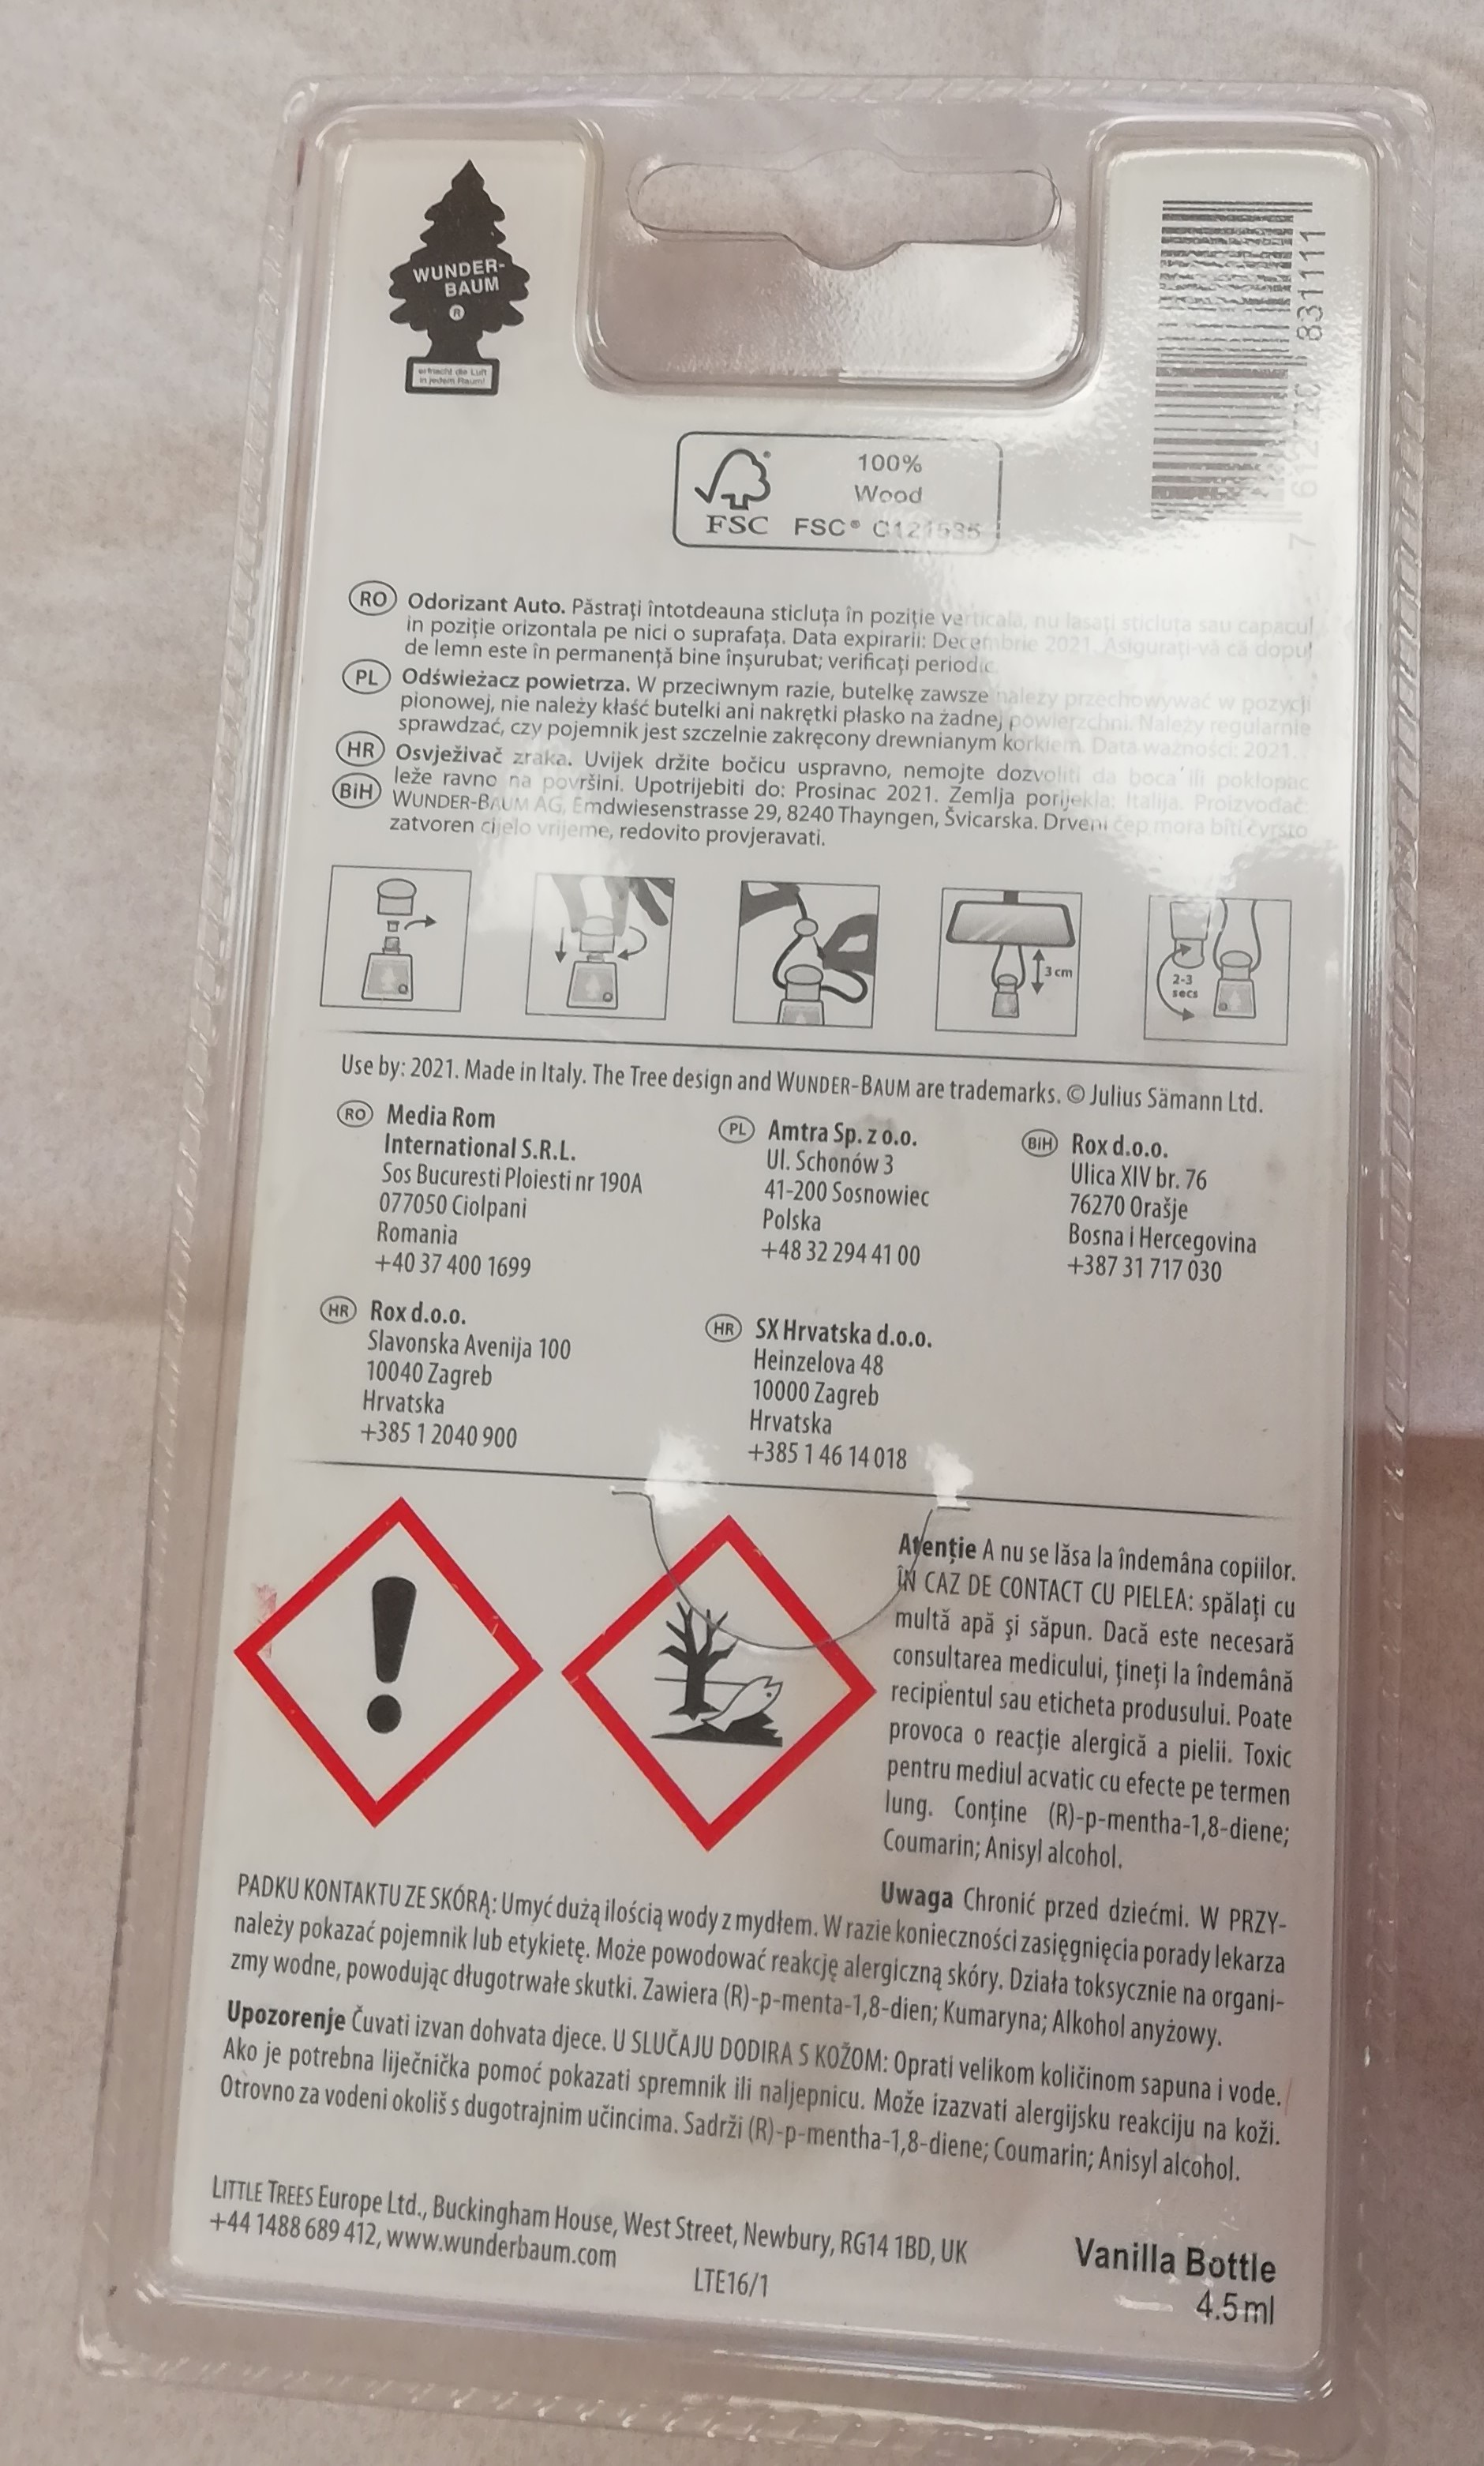 WUNDER-
BAUM
®
erfrischt die Luft
in jedem Raum!
831111
100%
Wood
FSC FSC® C121535
RO Odorizant Auto. Păstrați întotdeauna sticluța în poziție verticala, nu lasați sticluța sau capacul
in poziție orizontala pe nici o suprafața. Data expirarii: Decembrie 2021. Asigurați-vă că dopul
de lemn este în permanență bine înșurubat; verificați periodic.
PL Odświeżacz powietrza. W przeciwnym razie, butelkę zawsze należy przechowywać w pozycji
pionowej, nie należy kłaść butelki ani nakrętki płasko na żadnej powierzchni. Należy regularnie
sprawdzać, czy pojemnik jest szczelnie zakręcony drewnianym korkiem. Data ważności: 2021.
HR Osvježivač zraka. Uvijek držite bočicu uspravno, nemojte dozvoliti da boca ili poklopac
BiH leže ravno na površini. Upotrijebiti do: Prosinac 2021. Zemlja porijekla: Italija. Proizvođač:
WUNDER-BAUM AG, Emdwiesenstrasse 29, 8240 Thayngen, Švicarska. Drveni čep mora biti čvrsto
zatvoren cijelo vrijeme, redovito provjeravati.
3 cm
2-3
secs
Use by: 2021. Made in Italy. The Tree design and WUNDER-BAUM are trademarks. © Julius Sämann Ltd.
RO Media Rom
International S.R.L.
Sos Bucuresti Ploiesti nr 190A
077050 Ciolpani
Romania
+40 37 400 1699
PL Amtra Sp. z o.o.
Ul. Schonów 3
41-200 Sosnowiec
Polska
+48 32 294 41 00
BiH Rox d.o.o.
Ulica XIV br. 76
76270 Orašje
Bosna i Hercegovina
+387 31 717 030
HR Rox d.o.o.
Slavonska Avenija 100
10040 Zagreb
Hrvatska
+385 1 2040 900
HR SX Hrvatska d.o.o.
Heinzelova 48
10000 Zagreb
Hrvatska
+385 1 46 14 018
Atenție A nu se lăsa la îndemâna copiilor.
ÎN CAZ DE CONTACT CU PIELEA: spălați cu
multă apă și săpun. Dacă este necesară
consultarea medicului, țineți la îndemână
recipientul sau eticheta produsului. Poate
provoca o reacție alergică a pielii. Toxic
pentru mediul acvatic cu efecte pe termen
lung. Conține (R)-p-mentha-1,8-diene;
Coumarin; Anisyl alcohol.
Uwaga Chronić przed dziećmi. W PRZY-
PADKU KONTAKTU ZE SKÓRĄ: Umyć dużą ilością wody z mydłem. W razie konieczności zasięgnięcia porady lekarza
należy pokazać pojemnik lub etykietę. Może powodować reakcję alergiczną skóry. Działa toksycznie na organi-
zmy wodne, powodując długotrwałe skutki. Zawiera (R)-p-menta-1,8-dien; Kumaryna; Alkohol anyżowy.
Upozorenje Čuvati izvan dohvata djece. U SLUČAJU DODIRA S KOŽOM: Oprati velikom količinom sapuna i vode.
Ako je potrebna liječnička pomoć pokazati spremnik ili naljepnicu. Može izazvati alergijsku reakciju na koži.
Otrovno za vodeni okoliš s dugotrajnim učincima. Sadrži (R)-p-mentha-1,8-diene; Coumarin; Anisyl alcohol.
LITTLE TREES Europe Ltd., Buckingham House, West Street, Newbury, RG14 1BD, UK
+44 1488 689 412, www.wunderbaum.com
LTE16/1
Vanilla Bottle
4.5 ml